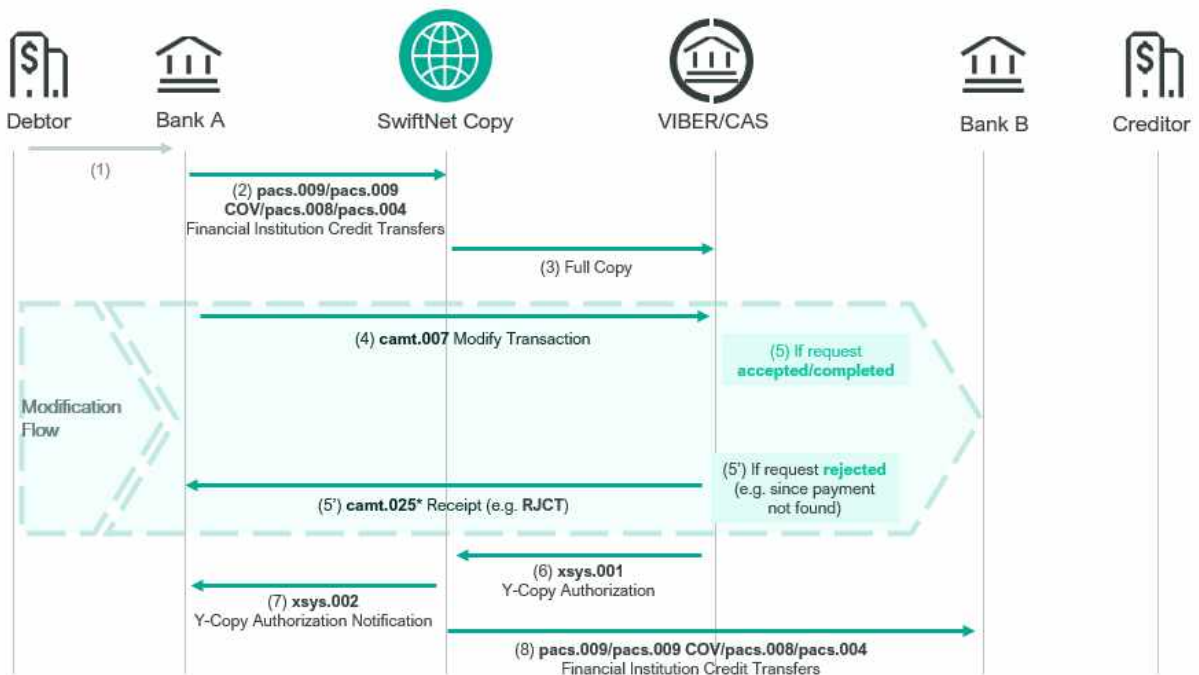 Debtor
Bank A
SwiftNet Copy
VIBER/CAS
Bank B
Creditor
(1)
(2) pacs.009/pacs.009
COV/pacs.008/pacs.004
Financial Institution Credit Transfers
(3) Full Copy
(4) camt.007 Modify Transaction
(5) If request
accepted/completed
Modification
Flow
(5') If request rejected
(e.g. since payment
not found)
(5') camt.025* Receipt (e.g. RJCT)
(6) xsys.001
Y-Copy Authorization
(7) xsys.002
Y-Copy Authorization Notification
(8) pacs.009/pacs.009 COV/pacs.008/pacs.004
Financial Institution Credit Transfers